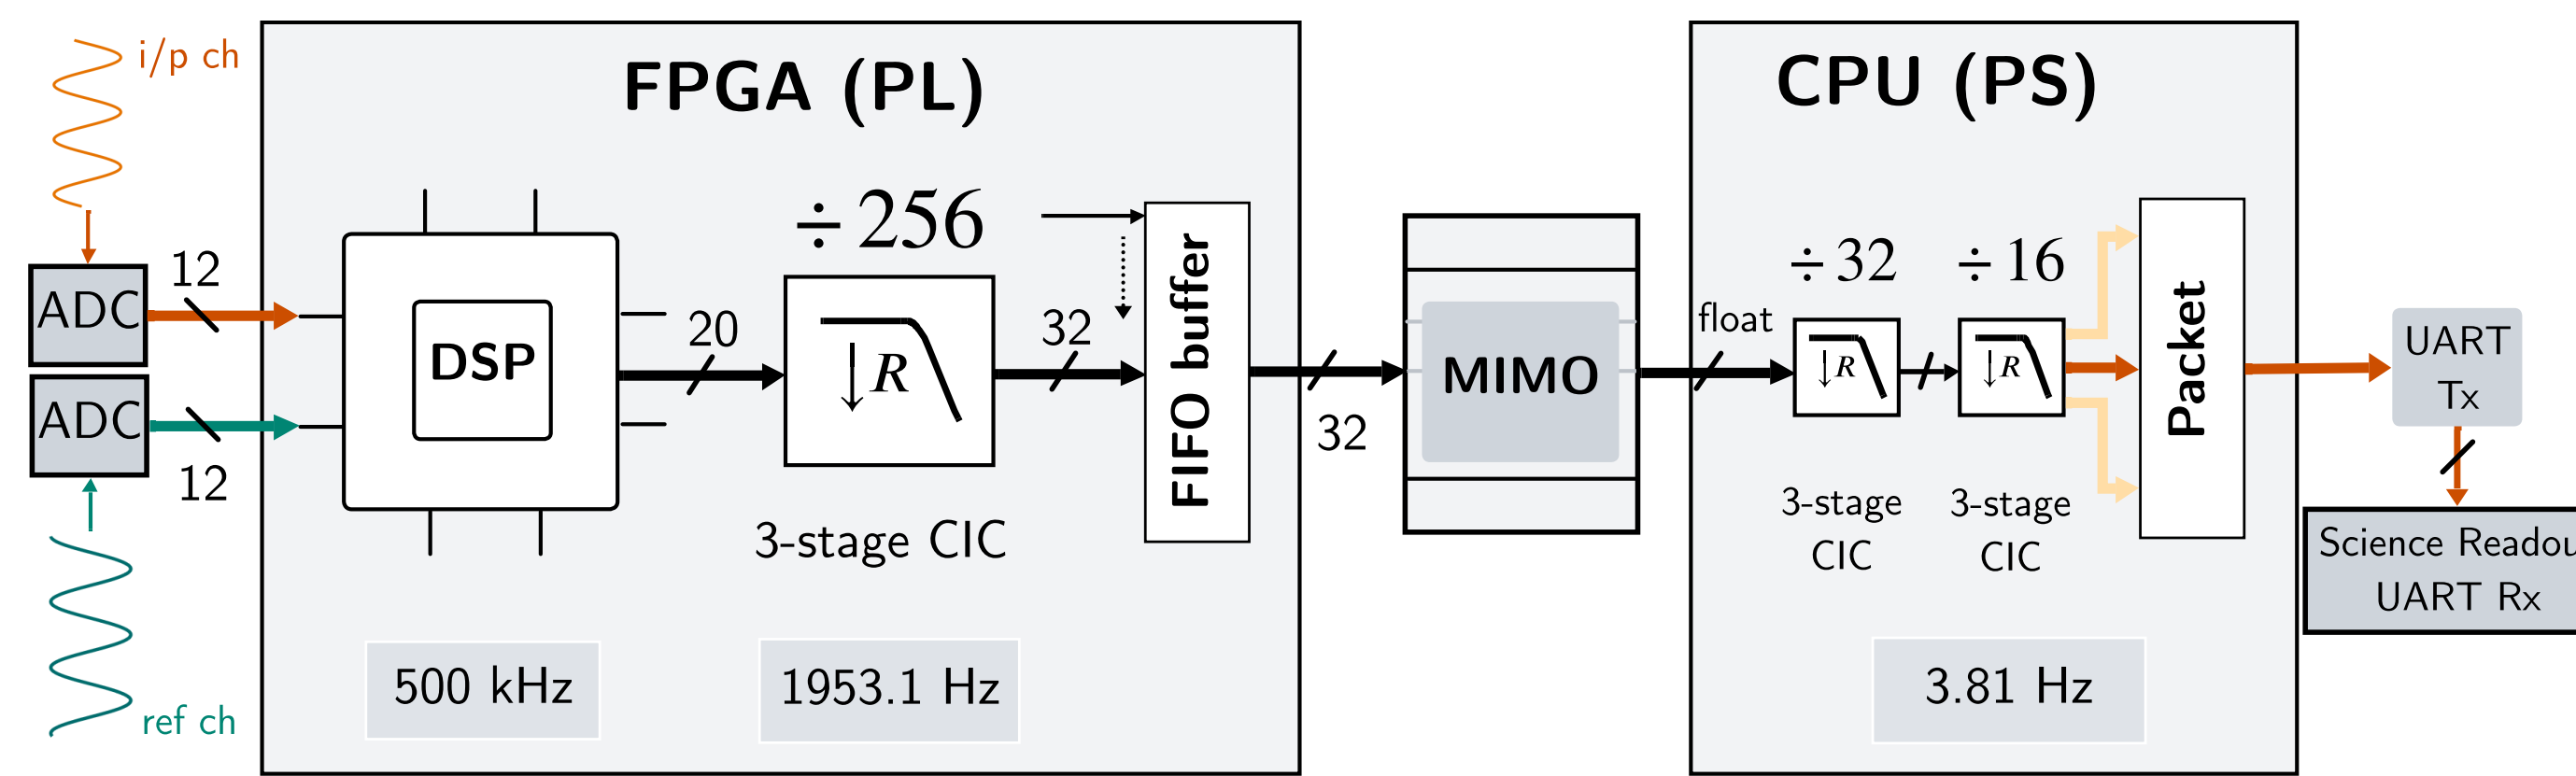 i/p ch
ADC
12
ADC
12
ref ch
FPGA (PL)
DSP
20
÷ 256
↓R
3-stage CIC
32
FIFO buffer
500 kHz
1953.1 Hz
32
MIMO
CPU (PS)
float
÷ 32
↓R
3-stage
CIC
÷ 16
↓R
3-stage
CIC
Packet
3.81 Hz
UART
Tx
Science Readou
UART Rx